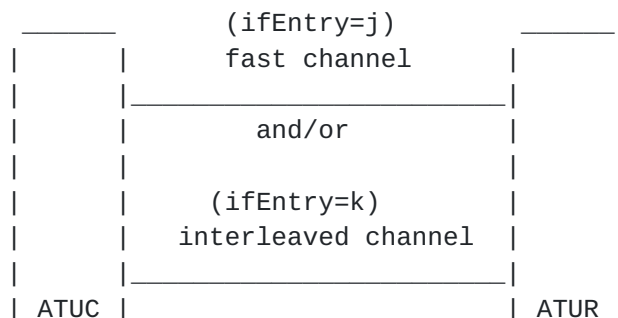 (ifEntry=j)
fast channel
and/or
(ifEntry=k)
interleaved channel
ATUC ATUR